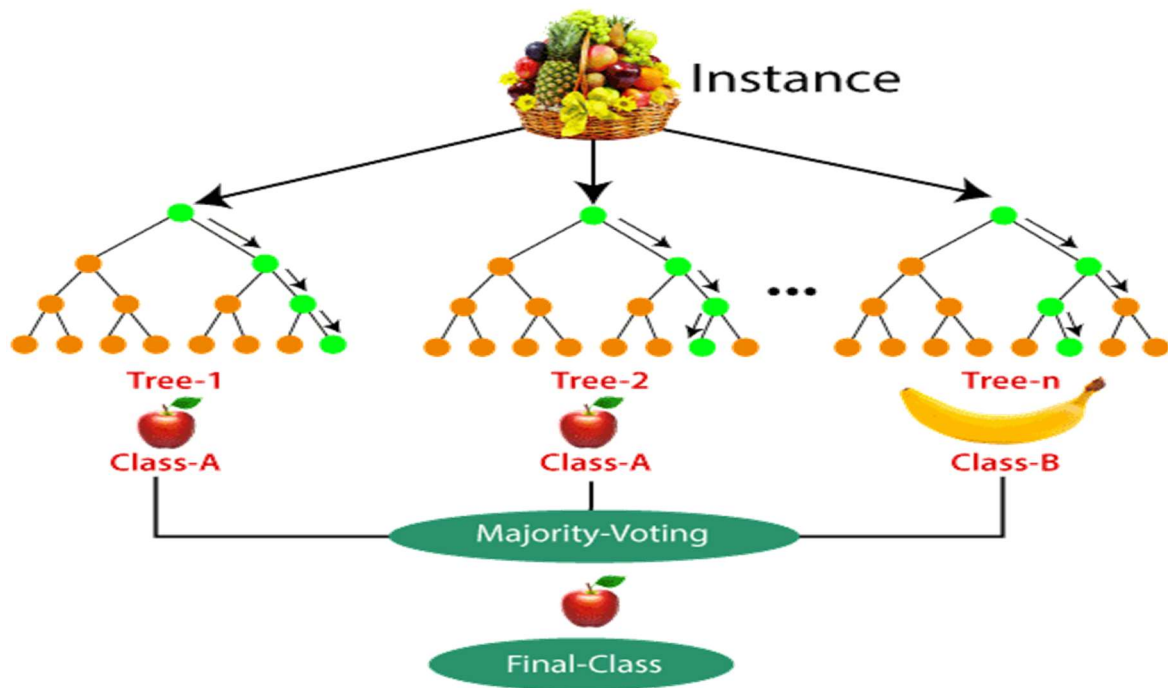 Instance
Tree-1
Tree-2
Tree-n
Class-A
Class-A
Class-B
Majority-Voting
Final-Class